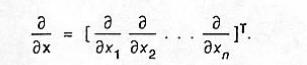 ∂/∂x = [∂/∂x₁ ∂/∂x₂ . . . ∂/∂xₙ]ᵀ.